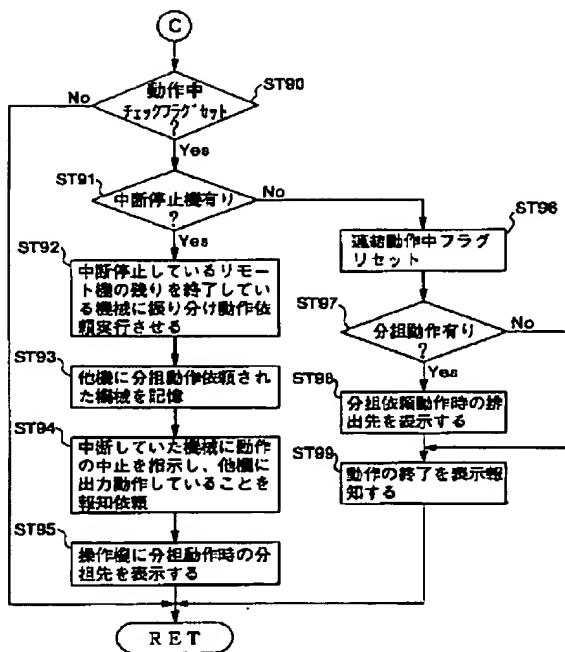 C
ST90
動作中
チェックフラグセット
?
No
Yes
ST91
中断停止機有り
?
No
Yes
ST92
中断停止しているリモー
ト機の残りを終了してい
る機械に振り分け動作依
頼実行させる
ST93
他機に分担動作依頼され
た機械を記憶
ST94
中断していた機械に動作
の中止を指示し、他機に
出力動作していることを
報知依頼
ST95
操作機に分担動作時の分
担先を表示する
ST96
連結動作中フラグ
リセット
ST97
分担動作有り
?
No
Yes
ST98
分担依頼動作時の排
出先を表示する
ST99
動作の終了を表示報
知する
RET